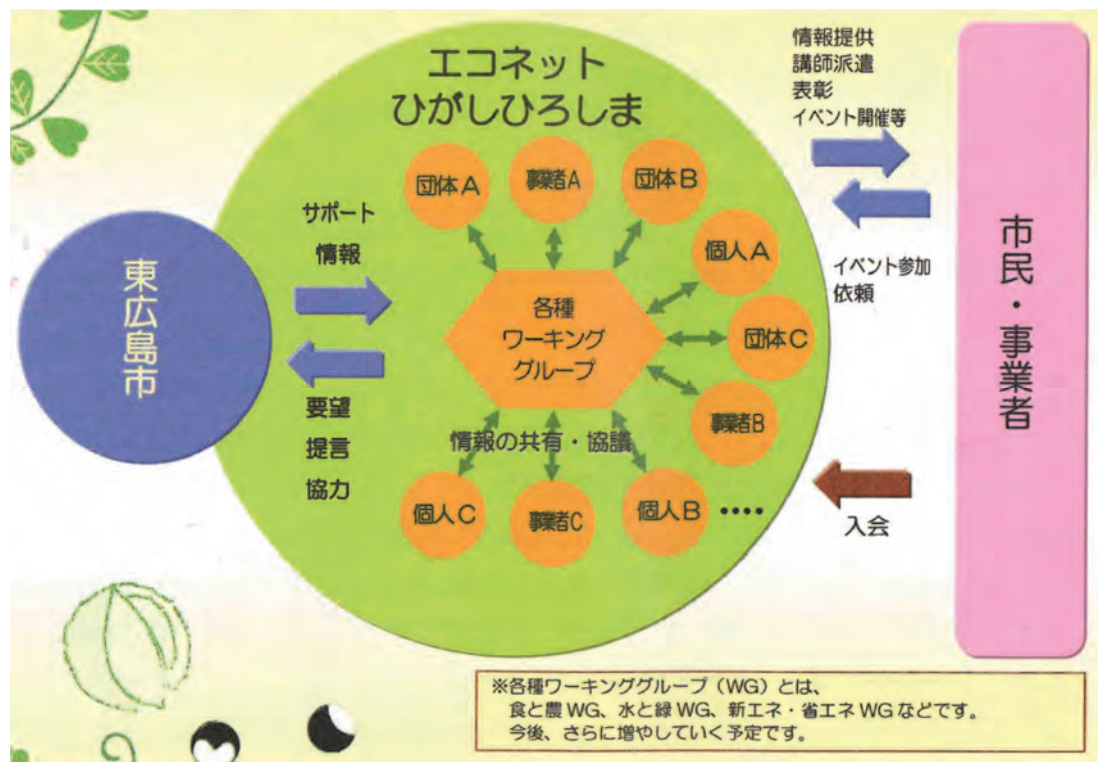 エコネット
ひがしひろしま
情報提供
講師派遣
表彰
イベント開催等
団体A
事業者A
団体B
個人A
サポート
情報
東広島市
各種
ワーキング
グループ
団体C
イベント参加
依頼
市民・事業者
要望
提言
協力
事業者B
情報の共有・協議
個人C
事業者C
個人B
••••
入会
※各種ワーキンググループ（WG）とは、
食と農WG、水と緑WG、新エネ・省エネWGなどです。
今後、さらに増やしていく予定です。